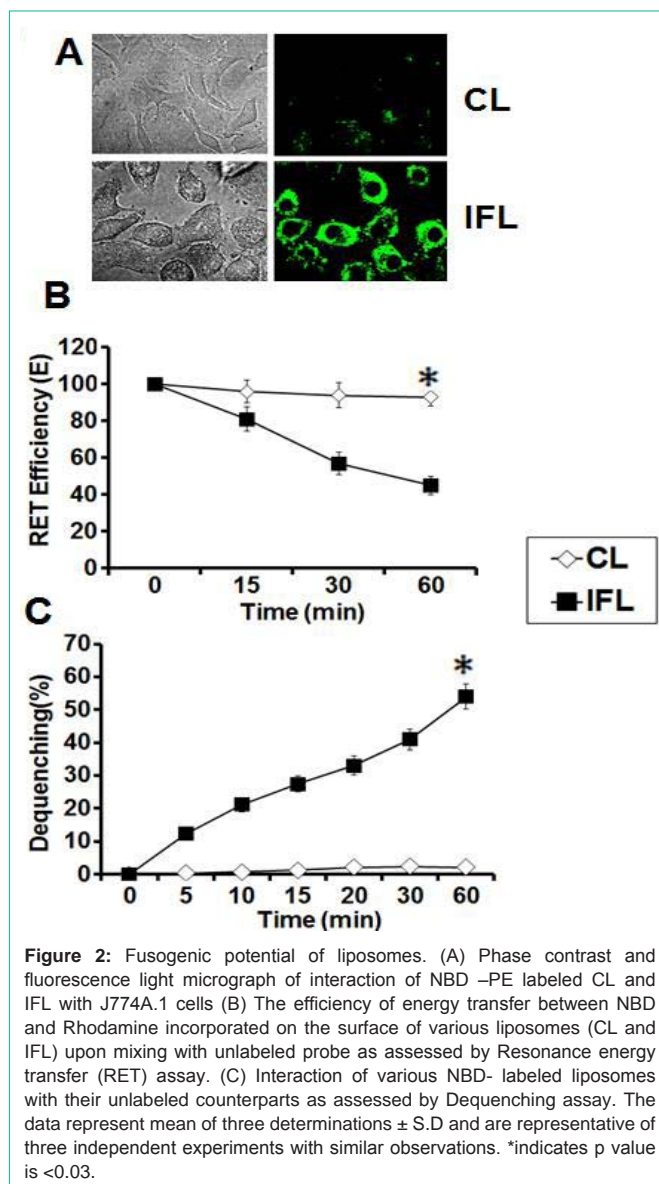 A
CL
IFL
B
120
100
80
60
40
20
0
RET Efficiency (E)
*
0 15 30 60
Time (min)
CL
IFL
C
70
60
50
40
30
20
10
0
Dequenching(%)
*
0 5 10 15 20 30 60
Time (min)
Figure 2: Fusogenic potential of liposomes. (A) Phase contrast and
fluorescence light micrograph of interaction of NBD –PE labeled CL and
IFL with J774A.1 cells (B) The efficiency of energy transfer between NBD
and Rhodamine incorporated on the surface of various liposomes (CL and
IFL) upon mixing with unlabeled probe as assessed by Resonance energy
transfer (RET) assay. (C) Interaction of various NBD- labeled liposomes
with their unlabeled counterparts as assessed by Dequenching assay. The
data represent mean of three determinations ± S.D and are representative of
three independent experiments with similar observations. *indicates p value
is <0.03.